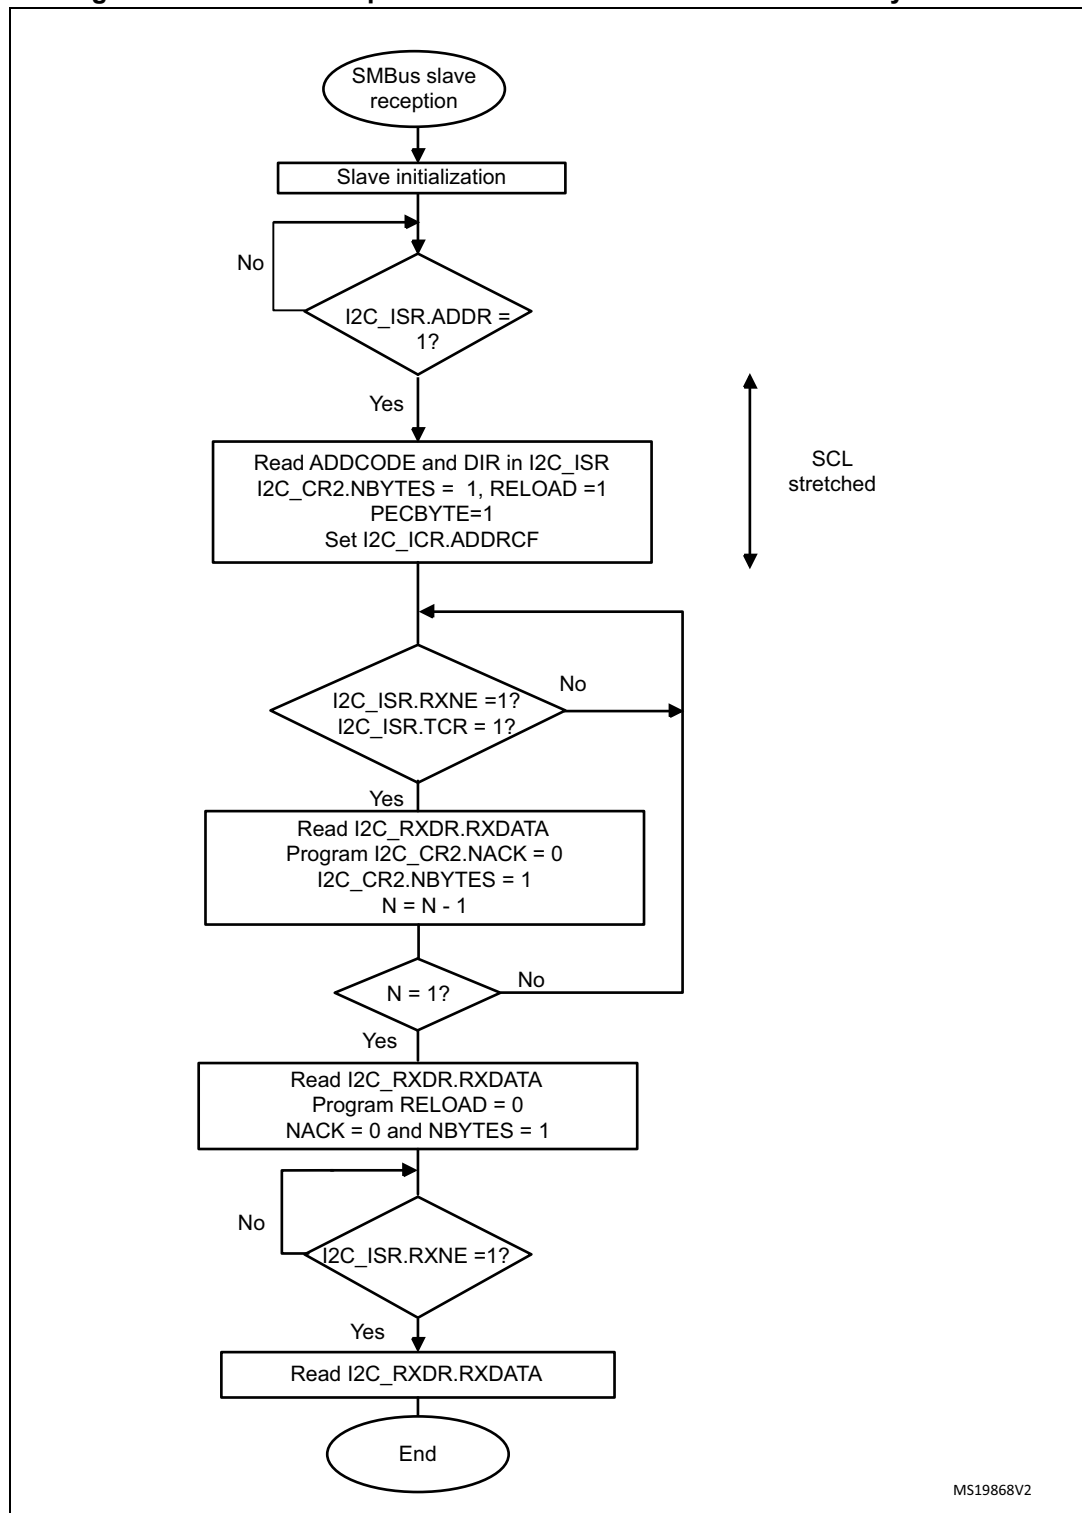 SMBus slave
reception
Slave initialization
No
I2C_ISR.ADDR =
1?
Yes
Read ADDCODE and DIR in I2C_ISR
I2C_CR2.NBYTES = 1, RELOAD =1
PECBYTE=1
Set I2C_ICR.ADDRCF
SCL
stretched
I2C_ISR.RXNE =1?
I2C_ISR.TCR = 1?
No
Yes
Read I2C_RXDR.RXDATA
Program I2C_CR2.NACK = 0
I2C_CR2.NBYTES = 1
N = N - 1
N = 1?
No
Yes
Read I2C_RXDR.RXDATA
Program RELOAD = 0
NACK = 0 and NBYTES = 1
No
I2C_ISR.RXNE =1?
Yes
Read I2C_RXDR.RXDATA
End
MS19868V2